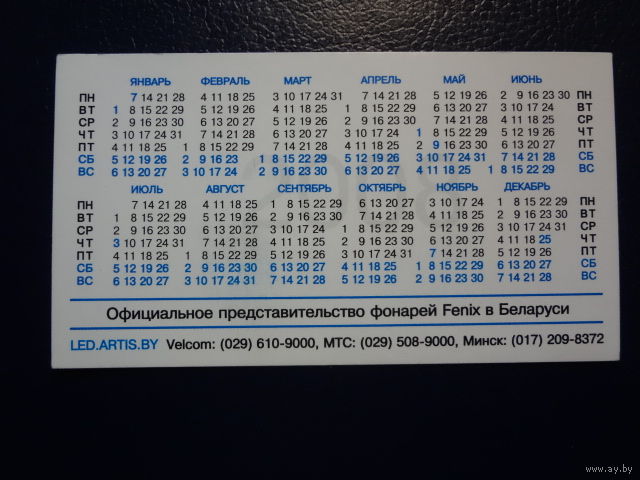 ЯНВАРЬ ФЕВРАЛЬ МАРТ АПРЕЛЬ МАЙ ИЮНЬ
ПН 7 14 21 28 4 11 18 25 3 10 17 24 31 7 14 21 28 5 12 19 26 2 9 16 23 30 ПН
ВТ 1 8 15 22 29 5 12 19 26 4 11 18 25 1 8 15 22 29 6 13 20 27 3 10 17 24 ВТ
СР 2 9 16 23 30 6 13 20 27 5 12 19 26 2 9 16 23 30 7 14 21 28 4 11 18 25 СР
ЧТ 3 10 17 24 31 7 14 21 28 6 13 20 27 3 10 17 24 1 8 15 22 29 5 12 19 26 ЧТ
ПТ 4 11 18 25 1 8 15 22 7 14 21 28 4 11 18 25 2 9 16 23 30 6 13 20 27 ПТ
СБ 5 12 19 26 2 9 16 23 1 8 15 22 29 5 12 19 26 3 10 17 24 31 7 14 21 28 СБ
ВС 6 13 20 27 3 10 17 24 2 9 16 23 30 6 13 20 27 4 11 18 25 1 8 15 22 29 ВС
ИЮЛЬ АВГУСТ СЕНТЯБРЬ ОКТЯБРЬ НОЯБРЬ ДЕКАБРЬ
ПН 7 14 21 28 4 11 18 25 1 8 15 22 29 6 13 20 27 3 10 17 24 1 8 15 22 29 ПН
ВТ 1 8 15 22 29 5 12 19 26 2 9 16 23 30 7 14 21 28 4 11 18 25 2 9 16 23 30 ВТ
СР 2 9 16 23 30 6 13 20 27 3 10 17 24 1 8 15 22 29 5 12 19 26 3 10 17 24 31 СР
ЧТ 3 10 17 24 31 7 14 21 28 4 11 18 25 2 9 16 23 30 6 13 20 27 4 11 18 25 ЧТ
ПТ 4 11 18 25 1 8 15 22 29 5 12 19 26 3 10 17 24 31 7 14 21 28 5 12 19 26 ПТ
СБ 5 12 19 26 2 9 16 23 30 6 13 20 27 4 11 18 25 1 8 15 22 29 6 13 20 27 СБ
ВС 6 13 20 27 3 10 17 24 31 7 14 21 28 5 12 19 26 2 9 16 23 30 7 14 21 28 ВС
Официальное представительство фонарей Fenix в Беларуси
LED.ARTIS.BY Velcom: (029) 610-9000, МТС: (029) 508-9000, Минск: (017) 209-8372
www.ay.by